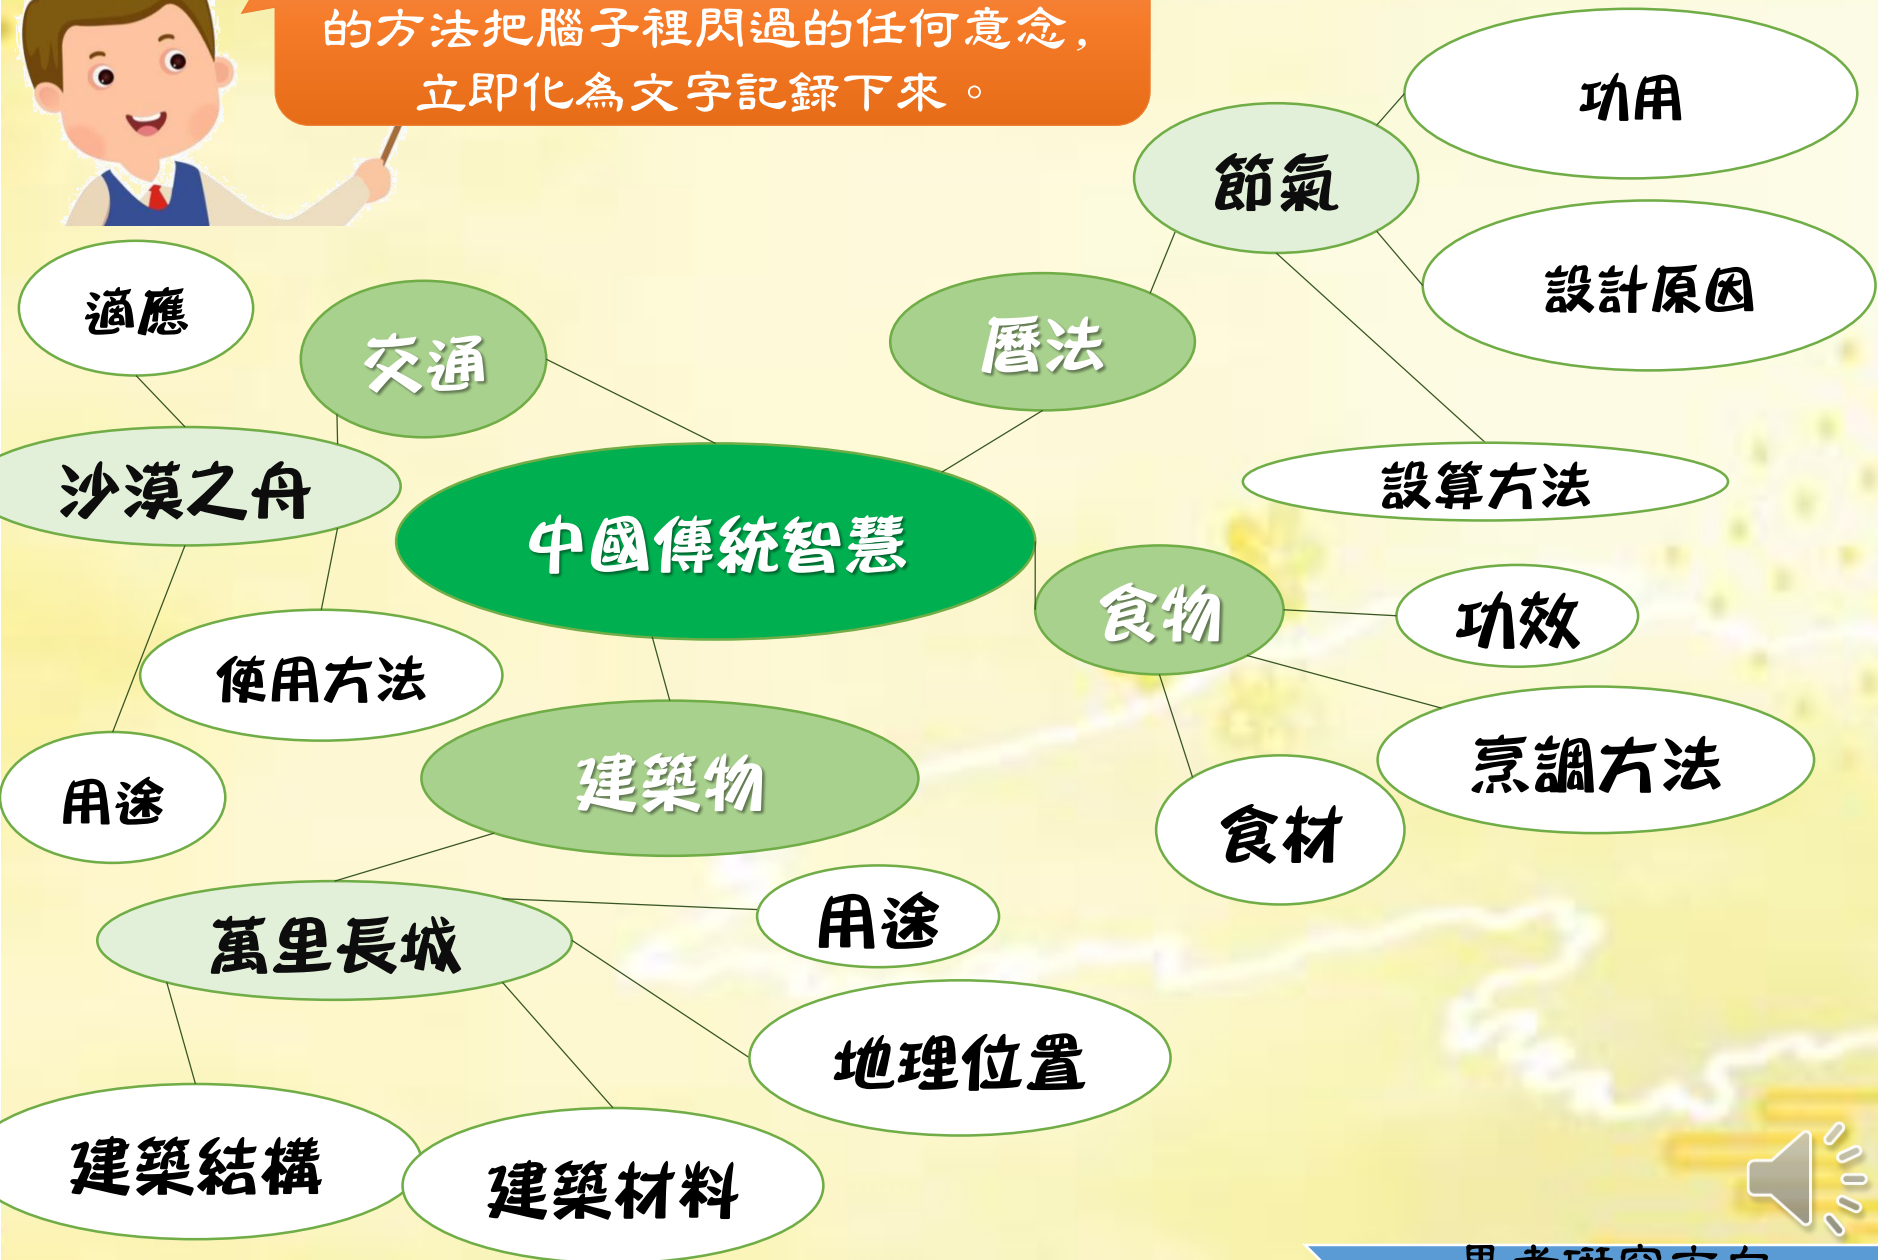 的方法把腦子裡閃過的任何意念,
立即化為文字記錄下來。
功用
節氣
設計原因
適應
交通
曆法
沙漠之舟
設算方法
中國傳統智慧
食物
功效
使用方法
建築物
烹調方法
用途
食材
萬里長城
用途
地理位置
建築結構
建築材料